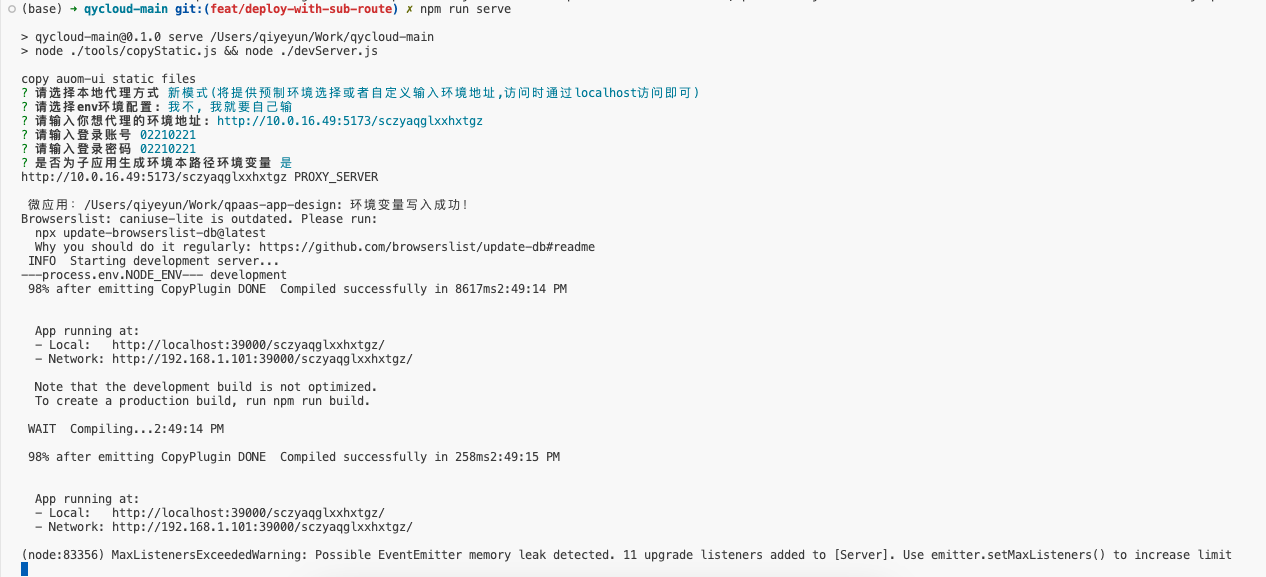 (base) → qycloud-main git:(feat/deploy-with-sub-route) ✗ npm run serve
> qycloud-main@0.1.0 serve /Users/qiyeyun/Work/qycloud-main
> node ./tools/copyStatic.js && node ./devServer.js
copy auom-ui static files
? 请选择本地代理方式 新模式(将提供预制环境选择或者自定义输入环境地址,访问时通过localhost访问即可)
? 请选择env环境配置: 我不, 我就要自己输
? 请输入你想代理的环境地址: http://10.0.16.49:5173/sczyaqglxxhxtgz
? 请输入登录账号 02210221
? 请输入登录密码 02210221
? 是否为子应用生成环境本路径环境变量 是
http://10.0.16.49:5173/sczyaqglxxhxtgz PROXY_SERVER
微应用: /Users/qiyeyun/Work/qpaas-app-design: 环境变量写入成功!
Browserslist: caniuse-lite is outdated. Please run:
npx update-browserslist-db@latest
Why you should do it regularly: https://github.com/browserslist/update-db#readme
INFO  Starting development server...
---process.env.NODE_ENV--- development
98% after emitting CopyPlugin DONE  Compiled successfully in 8617ms2:49:14 PM
App running at:
- Local:   http://localhost:39000/sczyaqglxxhxtgz/
- Network: http://192.168.1.101:39000/sczyaqglxxhxtgz/
Note that the development build is not optimized.
To create a production build, run npm run build.
WAIT  Compiling...2:49:14 PM
98% after emitting CopyPlugin DONE  Compiled successfully in 258ms2:49:15 PM
App running at:
- Local:   http://localhost:39000/sczyaqglxxhxtgz/
- Network: http://192.168.1.101:39000/sczyaqglxxhxtgz/
(node:83356) MaxListenersExceededWarning: Possible EventEmitter memory leak detected. 11 upgrade listeners added to [Server]. Use emitter.setMaxListeners() to increase limit